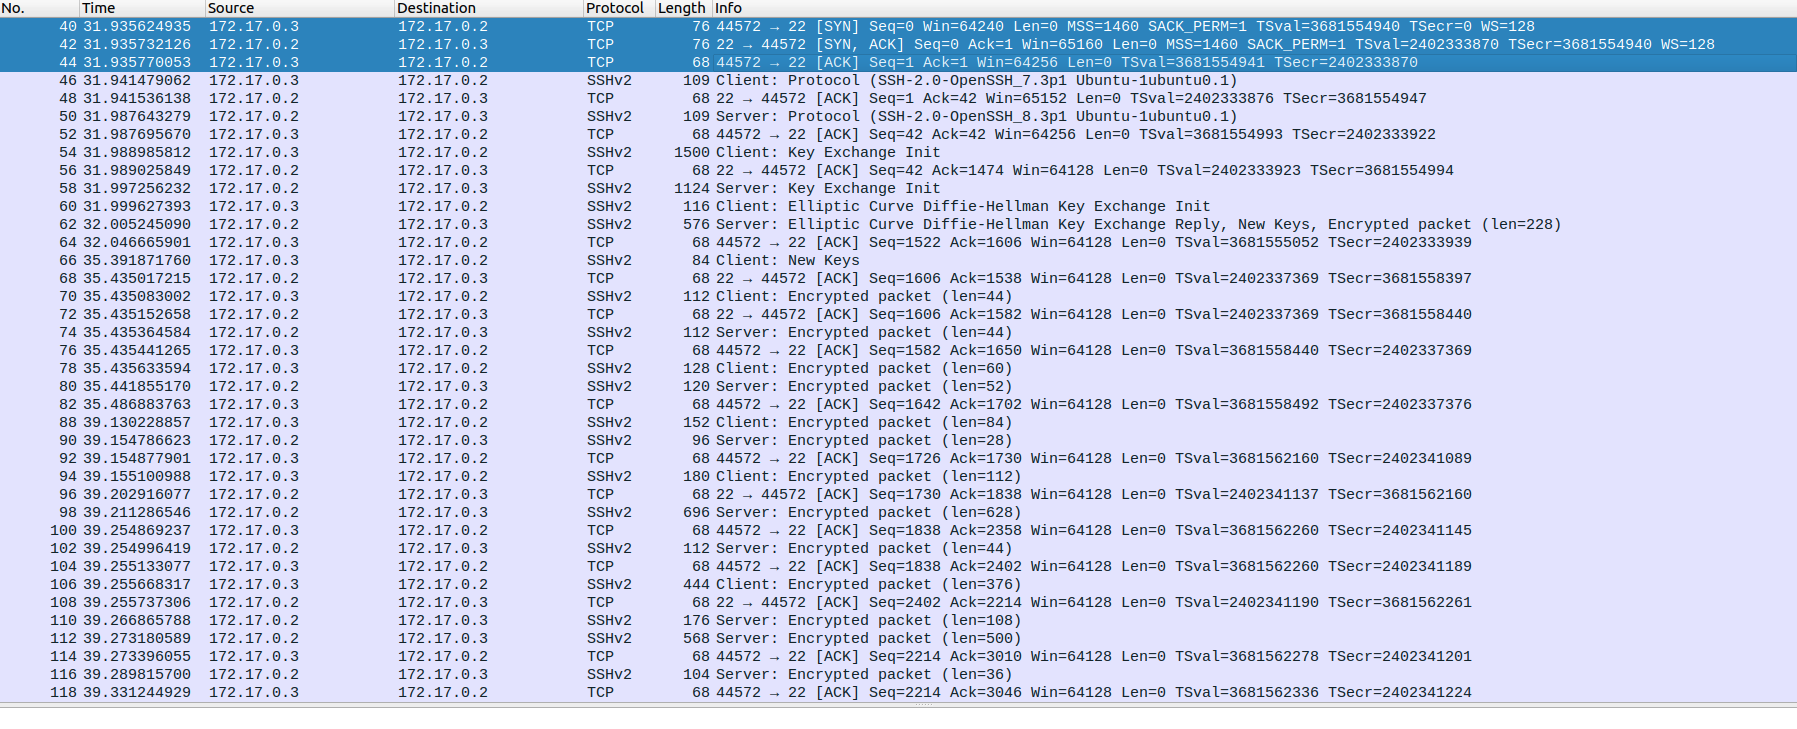 No. Time Source Destination Protocol Length Info
40 31.935624935 172.17.0.3 172.17.0.2 TCP 76 44572 → 22 [SYN] Seq=0 Win=64240 Len=0 MSS=1460 SACK_PERM=1 TSval=3681554940 TSecr=0 WS=128
42 31.935732126 172.17.0.2 172.17.0.3 TCP 76 22 → 44572 [SYN, ACK] Seq=0 Ack=1 Win=65160 Len=0 MSS=1460 SACK_PERM=1 TSval=2402333870 TSecr=3681554940 WS=128
44 31.935770053 172.17.0.3 172.17.0.2 TCP 68 44572 → 22 [ACK] Seq=1 Ack=1 Win=64256 Len=0 TSval=3681554941 TSecr=2402333870
46 31.941479062 172.17.0.3 172.17.0.2 SSHv2 109 Client: Protocol (SSH-2.0-OpenSSH_7.3p1 Ubuntu-1ubuntu0.1)
48 31.941536138 172.17.0.2 172.17.0.3 TCP 68 22 → 44572 [ACK] Seq=1 Ack=42 Win=65152 Len=0 TSval=2402333876 TSecr=3681554947
50 31.987643279 172.17.0.2 172.17.0.3 SSHv2 109 Server: Protocol (SSH-2.0-OpenSSH_8.3p1 Ubuntu-1ubuntu0.1)
52 31.987695670 172.17.0.3 172.17.0.2 TCP 68 44572 → 22 [ACK] Seq=42 Ack=42 Win=64256 Len=0 TSval=3681554993 TSecr=2402333922
54 31.988985812 172.17.0.3 172.17.0.2 SSHv2 1500 Client: Key Exchange Init
56 31.989025849 172.17.0.2 172.17.0.3 TCP 68 22 → 44572 [ACK] Seq=42 Ack=1474 Win=64128 Len=0 TSval=2402333923 TSecr=3681554994
58 31.997256232 172.17.0.2 172.17.0.3 SSHv2 1124 Server: Key Exchange Init
60 31.999627393 172.17.0.3 172.17.0.2 SSHv2 116 Client: Elliptic Curve Diffie-Hellman Key Exchange Init
62 32.005245090 172.17.0.2 172.17.0.3 SSHv2 576 Server: Elliptic Curve Diffie-Hellman Key Exchange Reply, New Keys, Encrypted packet (len=228)
64 32.046665901 172.17.0.3 172.17.0.2 TCP 68 44572 → 22 [ACK] Seq=1522 Ack=1606 Win=64128 Len=0 TSval=3681555052 TSecr=2402333939
66 35.391871760 172.17.0.3 172.17.0.2 SSHv2 84 Client: New Keys
68 35.435017215 172.17.0.2 172.17.0.3 TCP 68 22 → 44572 [ACK] Seq=1606 Ack=1538 Win=64128 Len=0 TSval=2402337369 TSecr=3681558397
70 35.435083002 172.17.0.3 172.17.0.2 SSHv2 112 Client: Encrypted packet (len=44)
72 35.435152658 172.17.0.2 172.17.0.3 TCP 68 22 → 44572 [ACK] Seq=1606 Ack=1582 Win=64128 Len=0 TSval=2402337369 TSecr=3681558440
74 35.435364584 172.17.0.2 172.17.0.3 SSHv2 112 Server: Encrypted packet (len=44)
76 35.435441265 172.17.0.3 172.17.0.2 TCP 68 44572 → 22 [ACK] Seq=1582 Ack=1650 Win=64128 Len=0 TSval=3681558440 TSecr=2402337369
78 35.435633594 172.17.0.3 172.17.0.2 SSHv2 128 Client: Encrypted packet (len=60)
80 35.441855170 172.17.0.2 172.17.0.3 SSHv2 120 Server: Encrypted packet (len=52)
82 35.486883763 172.17.0.3 172.17.0.2 TCP 68 44572 → 22 [ACK] Seq=1642 Ack=1702 Win=64128 Len=0 TSval=3681558492 TSecr=2402337376
88 39.130228857 172.17.0.3 172.17.0.2 SSHv2 152 Client: Encrypted packet (len=84)
90 39.154786623 172.17.0.2 172.17.0.3 SSHv2 96 Server: Encrypted packet (len=28)
92 39.154877901 172.17.0.3 172.17.0.2 TCP 68 44572 → 22 [ACK] Seq=1726 Ack=1730 Win=64128 Len=0 TSval=3681562160 TSecr=2402341089
94 39.155100988 172.17.0.3 172.17.0.2 SSHv2 180 Client: Encrypted packet (len=112)
96 39.202916077 172.17.0.2 172.17.0.3 TCP 68 22 → 44572 [ACK] Seq=1730 Ack=1838 Win=64128 Len=0 TSval=2402341137 TSecr=3681562160
98 39.211286546 172.17.0.2 172.17.0.3 SSHv2 696 Server: Encrypted packet (len=628)
100 39.254869237 172.17.0.3 172.17.0.2 TCP 68 44572 → 22 [ACK] Seq=1838 Ack=2358 Win=64128 Len=0 TSval=3681562260 TSecr=2402341145
102 39.254996419 172.17.0.2 172.17.0.3 SSHv2 112 Server: Encrypted packet (len=44)
104 39.255133077 172.17.0.3 172.17.0.2 TCP 68 44572 → 22 [ACK] Seq=1838 Ack=2402 Win=64128 Len=0 TSval=3681562260 TSecr=2402341189
106 39.255668317 172.17.0.3 172.17.0.2 SSHv2 444 Client: Encrypted packet (len=376)
108 39.255737306 172.17.0.2 172.17.0.3 TCP 68 22 → 44572 [ACK] Seq=2402 Ack=2214 Win=64128 Len=0 TSval=2402341190 TSecr=3681562261
110 39.266865788 172.17.0.2 172.17.0.3 SSHv2 176 Server: Encrypted packet (len=108)
112 39.273180589 172.17.0.2 172.17.0.3 SSHv2 568 Server: Encrypted packet (len=500)
114 39.273396055 172.17.0.3 172.17.0.2 TCP 68 44572 → 22 [ACK] Seq=2214 Ack=3010 Win=64128 Len=0 TSval=3681562278 TSecr=2402341201
116 39.289815700 172.17.0.2 172.17.0.3 SSHv2 104 Server: Encrypted packet (len=36)
118 39.331244929 172.17.0.3 172.17.0.2 TCP 68 44572 → 22 [ACK] Seq=2214 Ack=3046 Win=64128 Len=0 TSval=3681562336 TSecr=2402341224